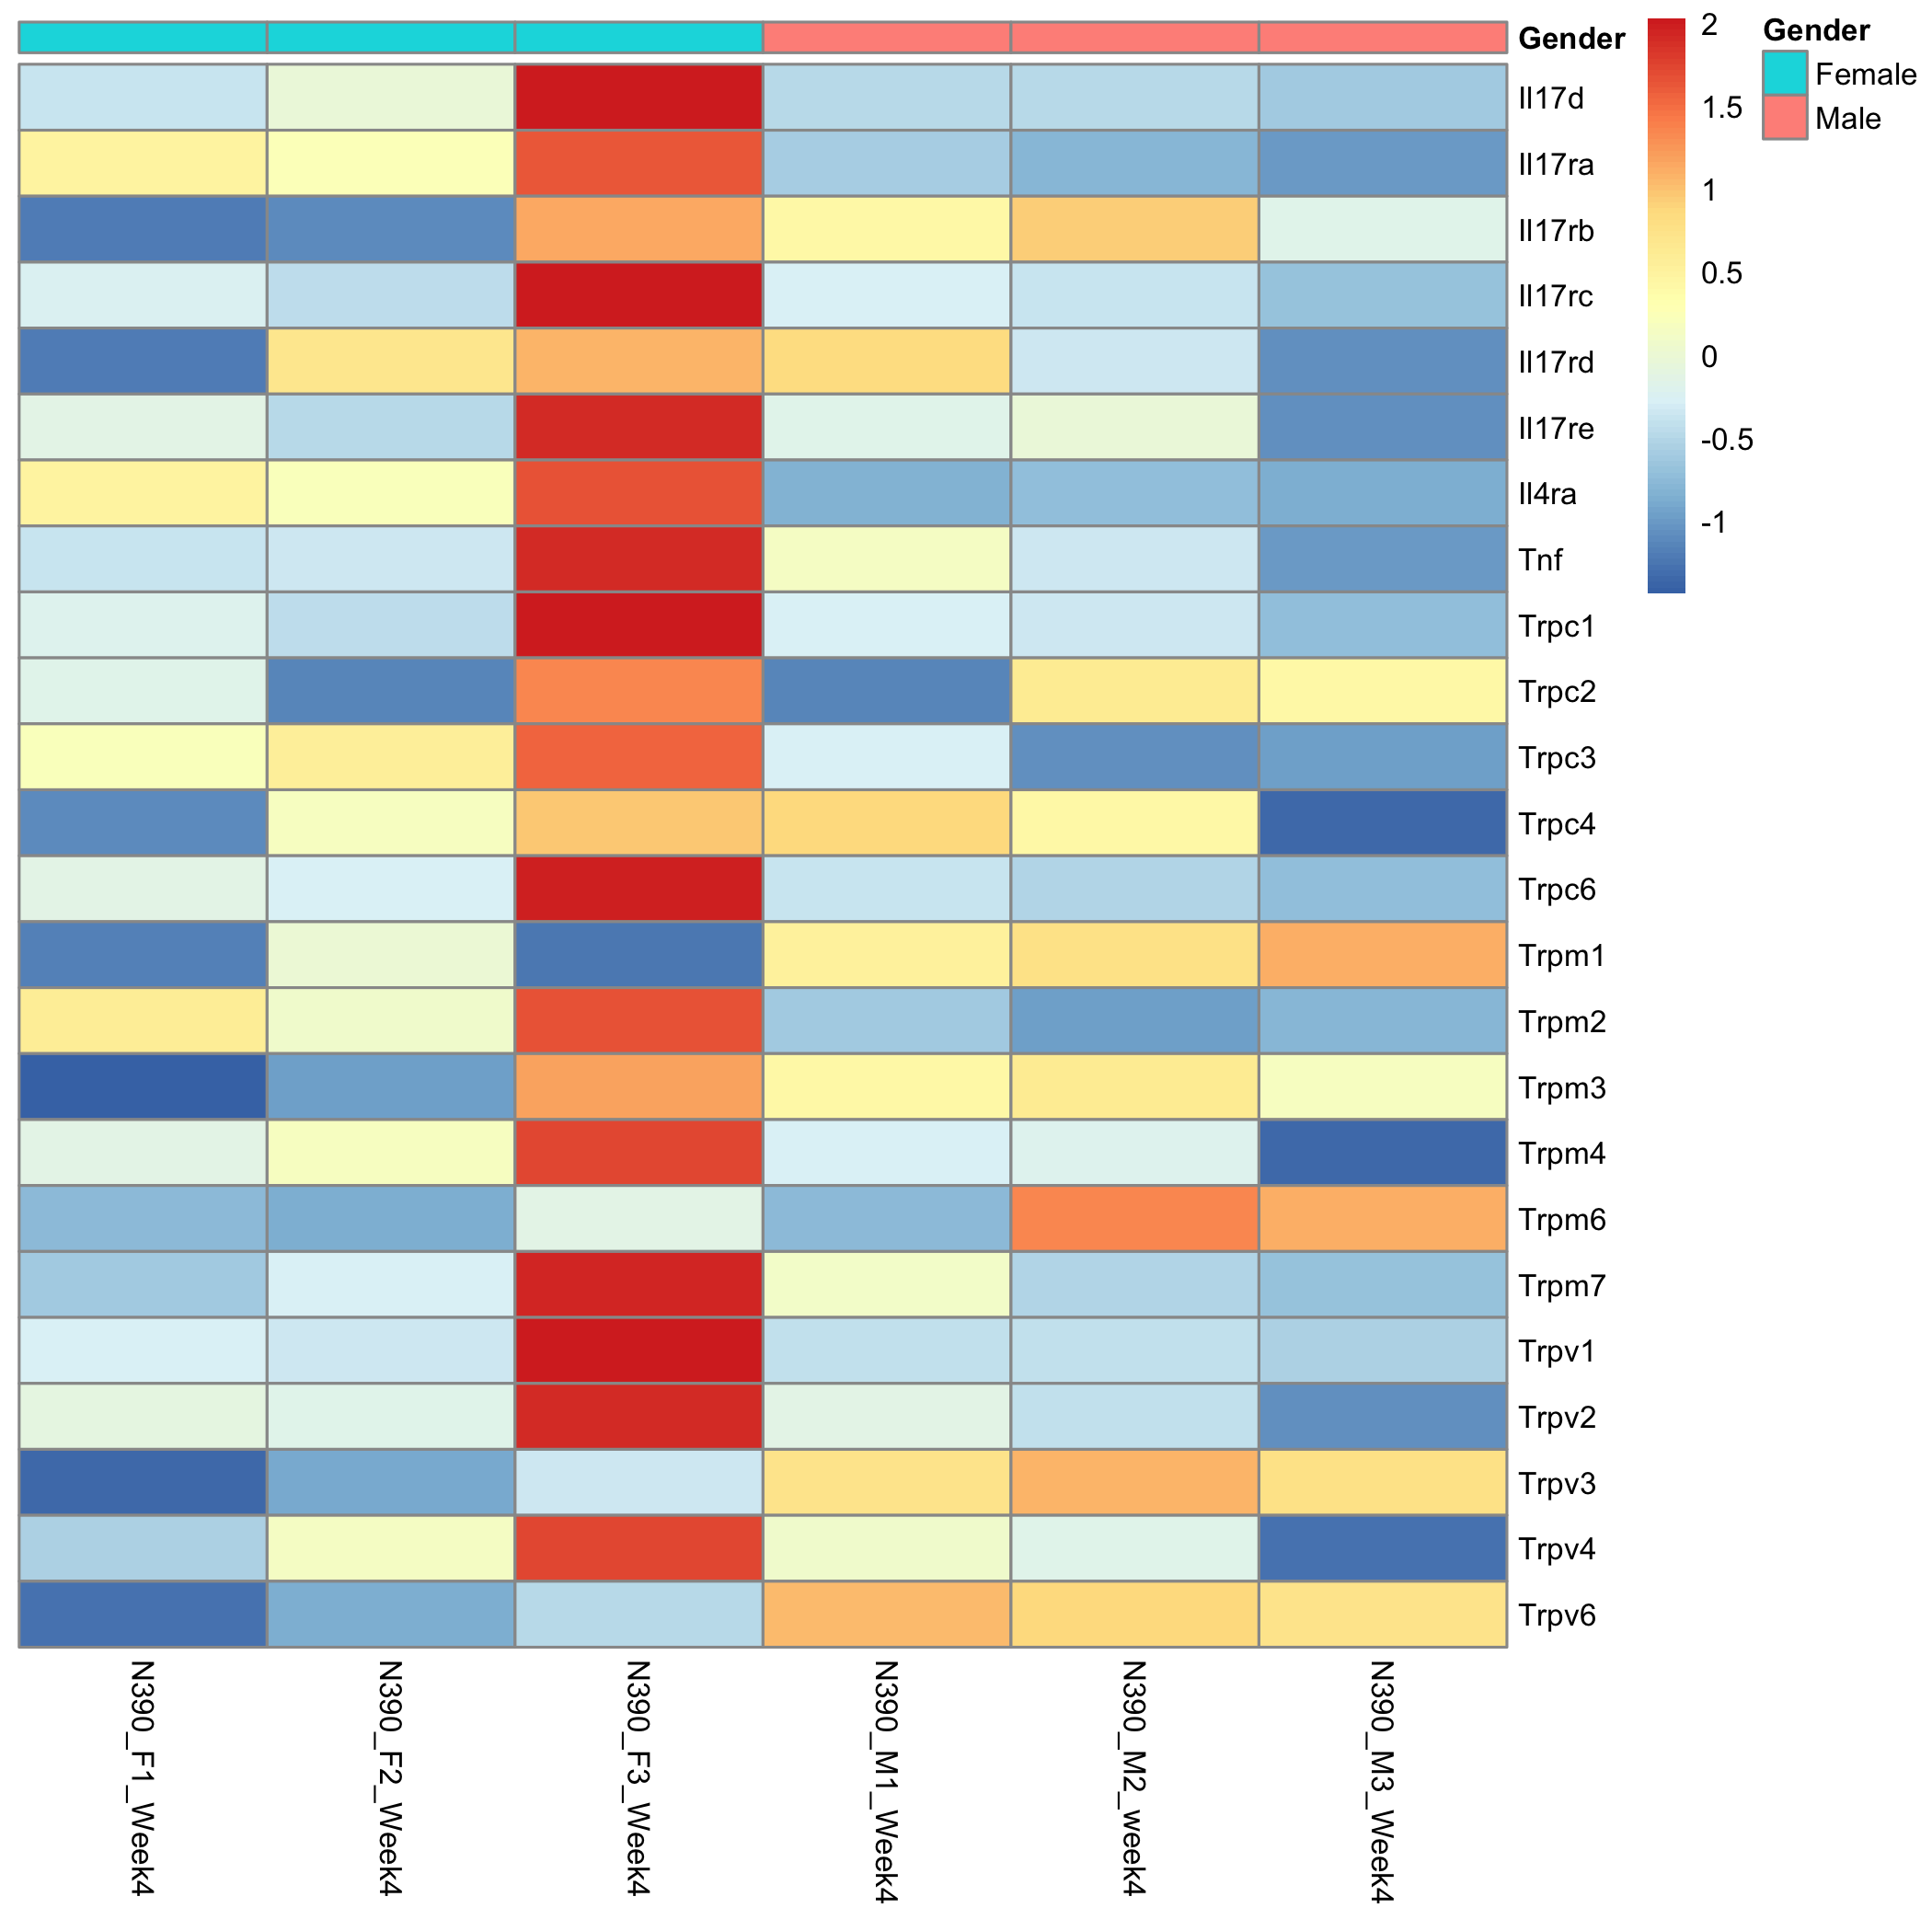 Gender
Il17d
Il17ra
Il17rb
Il17rc
Il17rd
Il17re
Il4ra
Tnf
Trpc1
Trpc2
Trpc3
Trpc4
Trpc6
Trpm1
Trpm2
Trpm3
Trpm4
Trpm6
Trpm7
Trpv1
Trpv2
Trpv3
Trpv4
Trpv6
2
1.5
1
0.5
0
-0.5
-1
Gender
Female
Male
N390_F1_Week4
N390_F2_Week4
N390_F3_Week4
N390_M1_Week4
N390_M2_week4
N390_M3_Week4